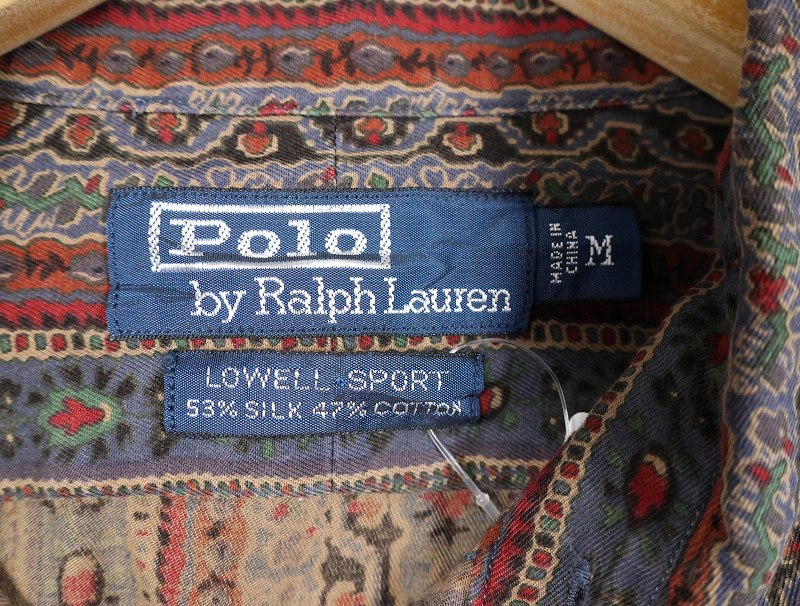 Polo
by Ralph Lauren
MADE IN
CHINA
M
LOWELL SPORT
53% SILK 47% COTTON